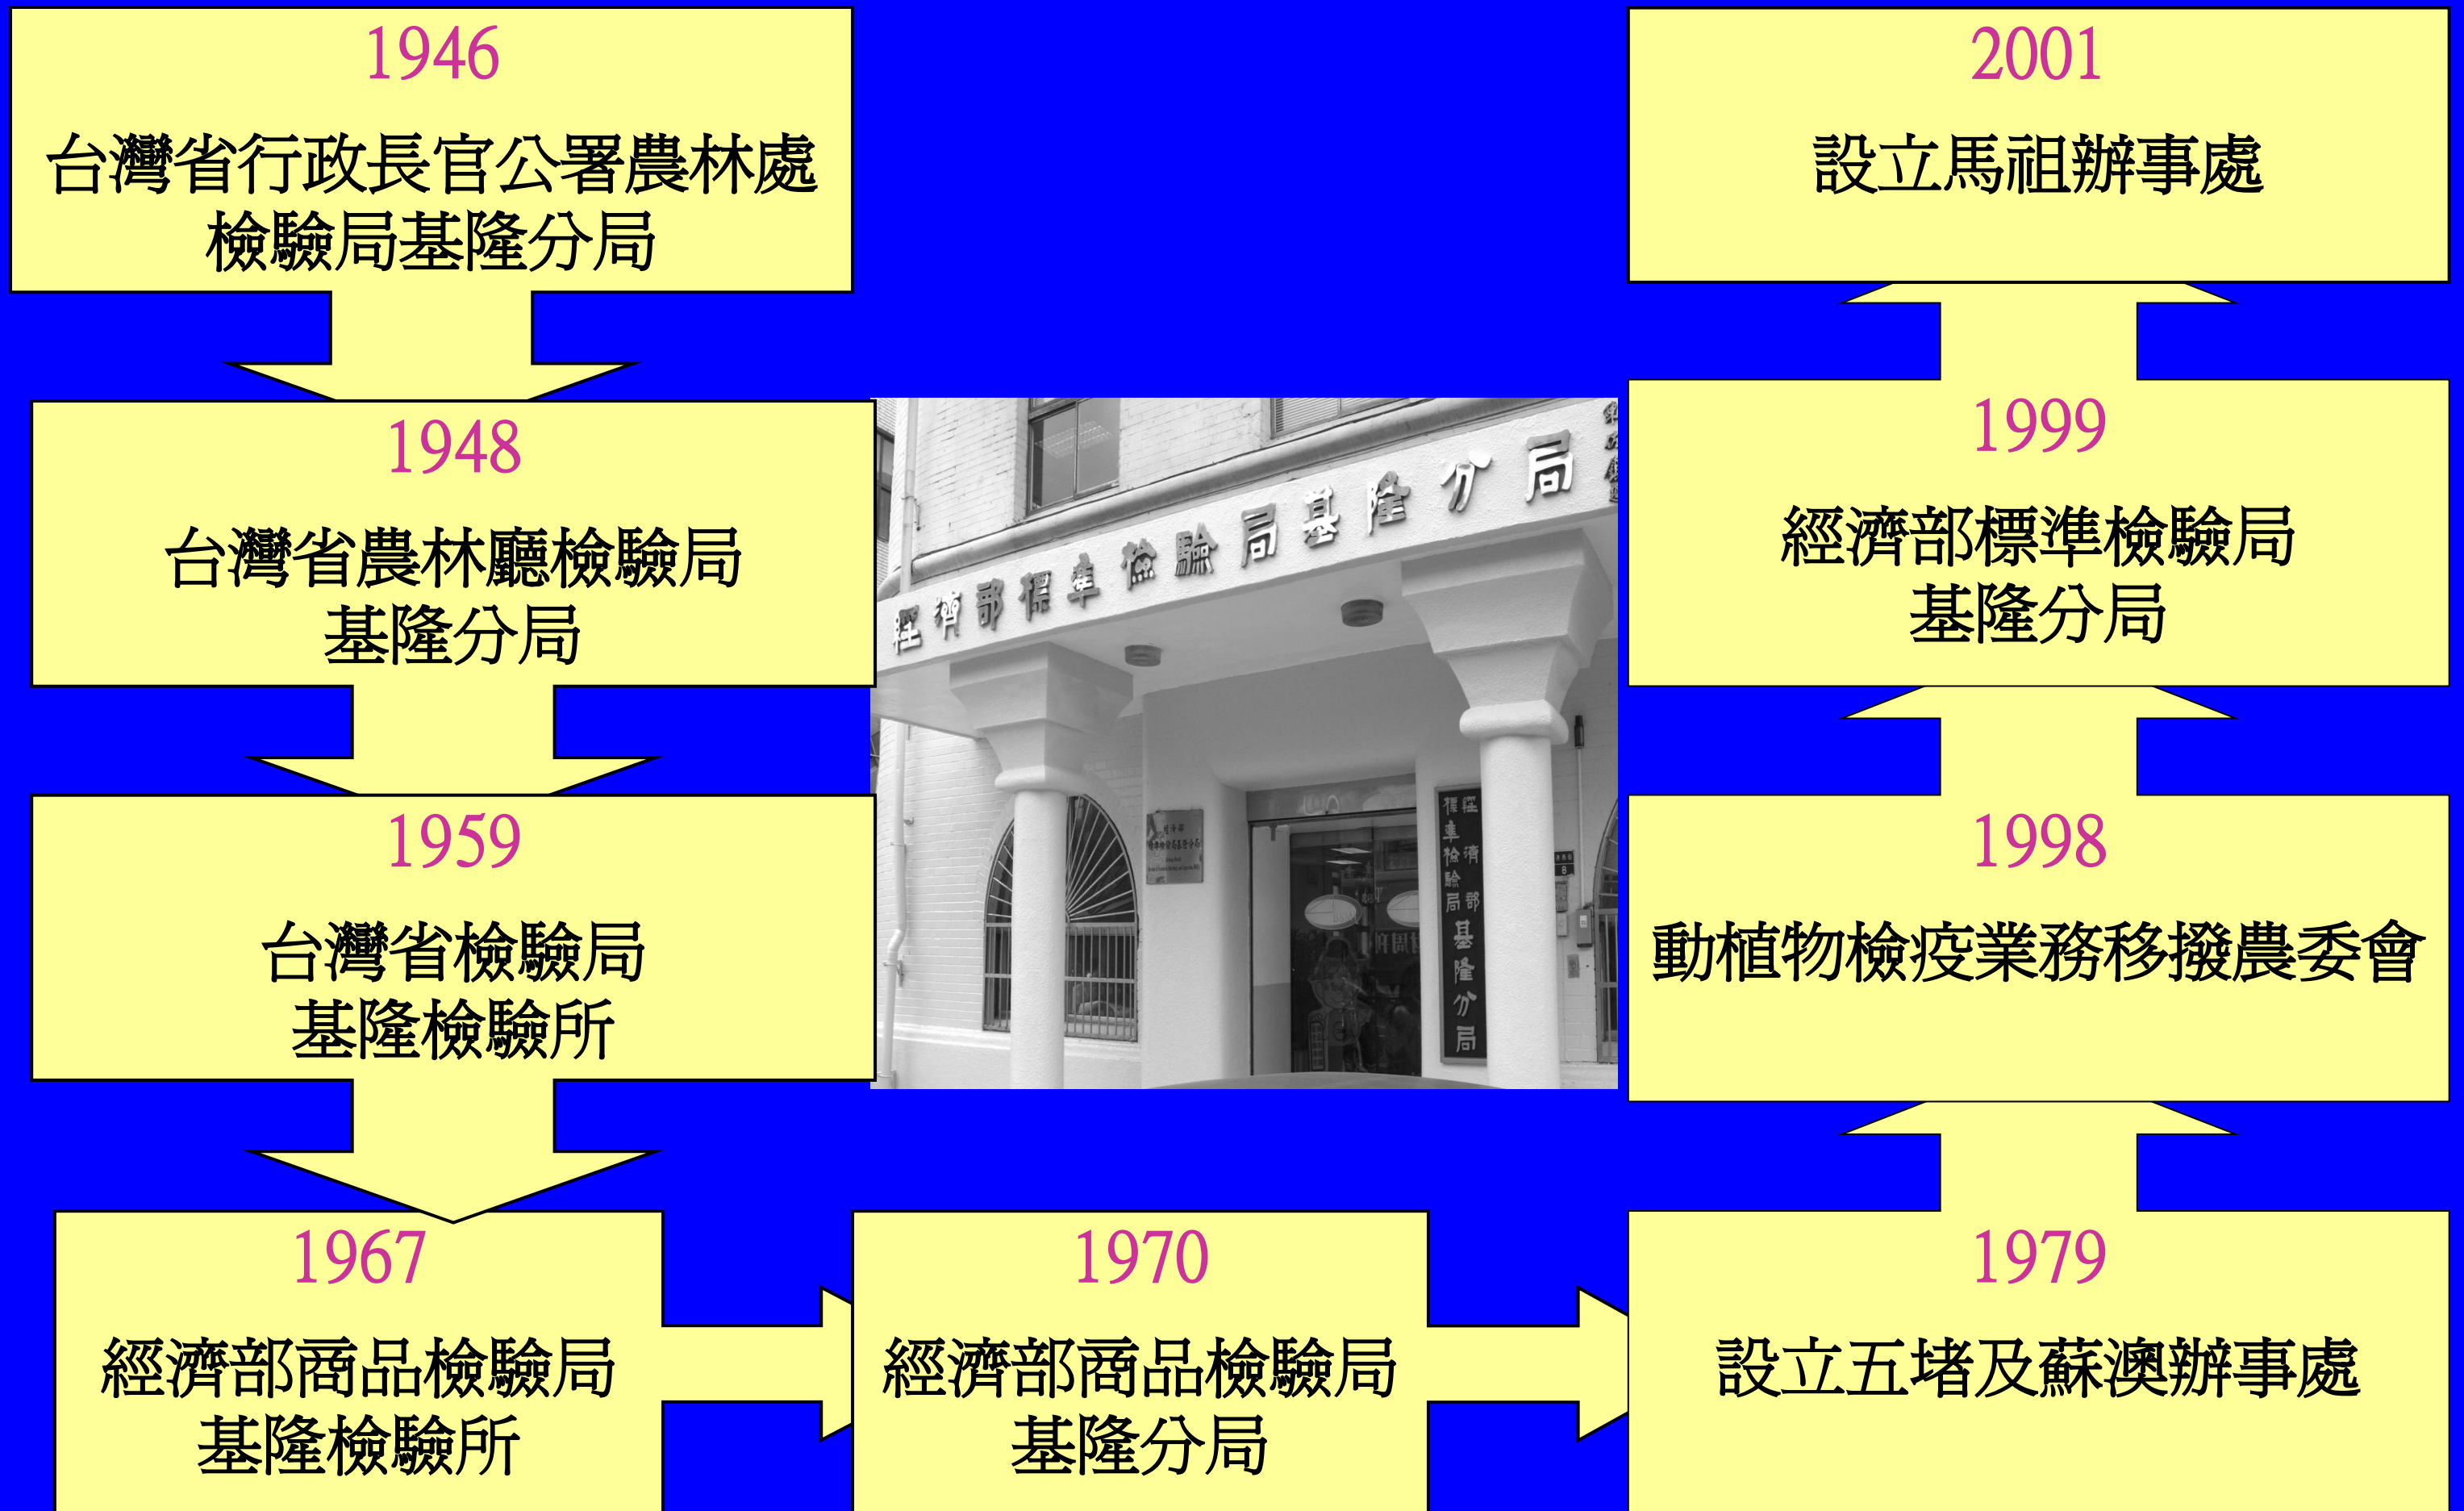 1946
台灣省行政長官公署農林處
檢驗局基隆分局
1948
台灣省農林廳檢驗局
基隆分局
1959
台灣省檢驗局
基隆檢驗所
1967
經濟部商品檢驗局
基隆檢驗所
1970
經濟部商品檢驗局
基隆分局
1979
設立五堵及蘇澳辦事處
1998
動植物檢疫業務移撥農委會
1999
經濟部標準檢驗局
基隆分局
2001
設立馬祖辦事處
經濟部標準檢驗局基隆分局
經濟部
標準檢驗局
基隆分局